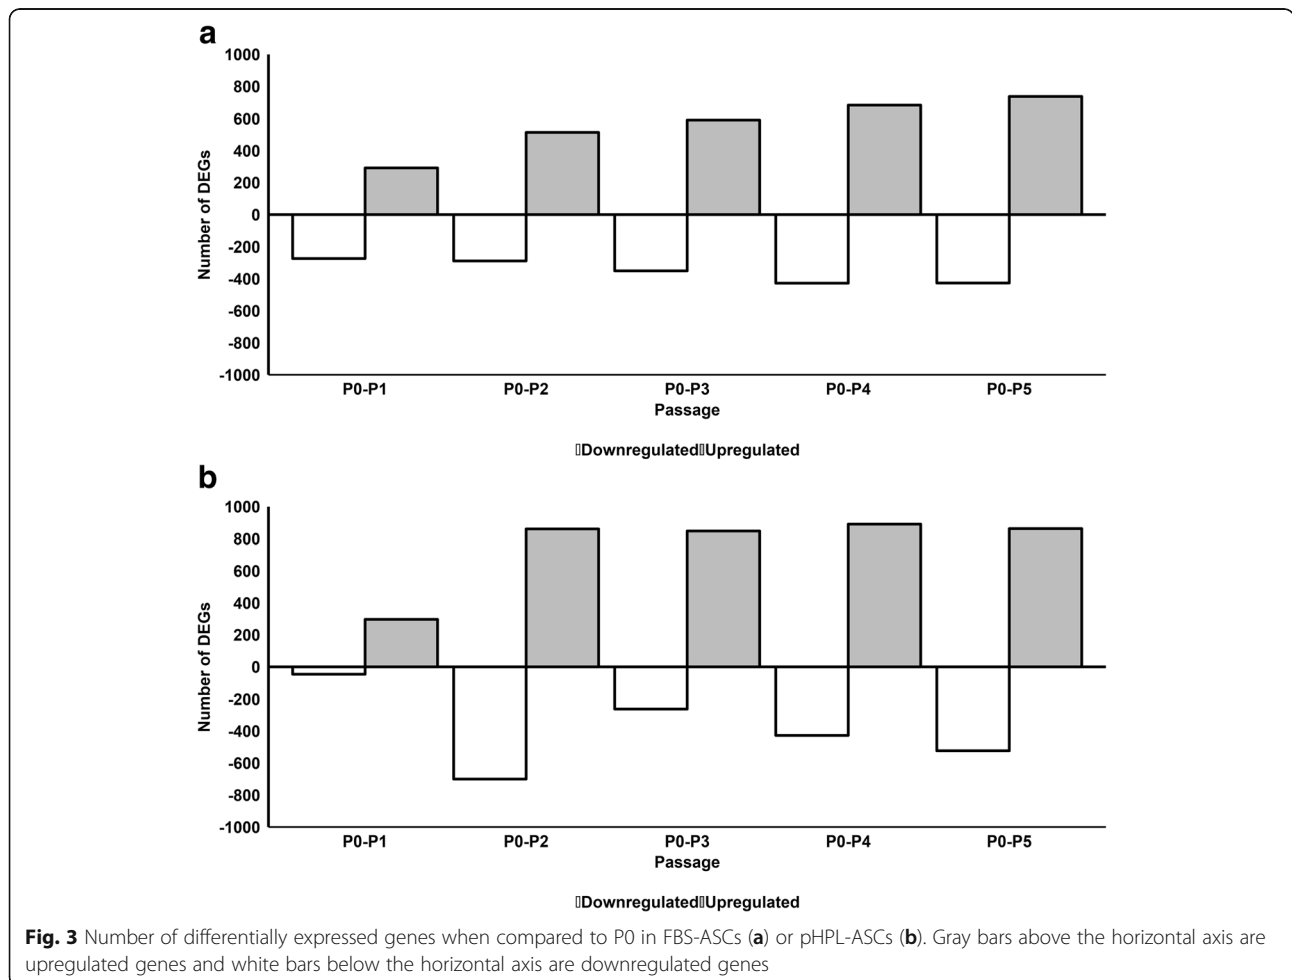 a
1000
800
600
400
200
0
-200
-400
-600
-800
-1000
Number of DEGs
P0-P1 P0-P2 P0-P3 P0-P4 P0-P5
Passage
▯Downregulated▯Upregulated
b
1000
800
600
400
200
0
-200
-400
-600
-800
-1000
Number of DEGs
P0-P1 P0-P2 P0-P3 P0-P4 P0-P5
Passage
▯Downregulated▯Upregulated
Fig. 3 Number of differentially expressed genes when compared to P0 in FBS-ASCs (a) or pHPL-ASCs (b). Gray bars above the horizontal axis are
upregulated genes and white bars below the horizontal axis are downregulated genes